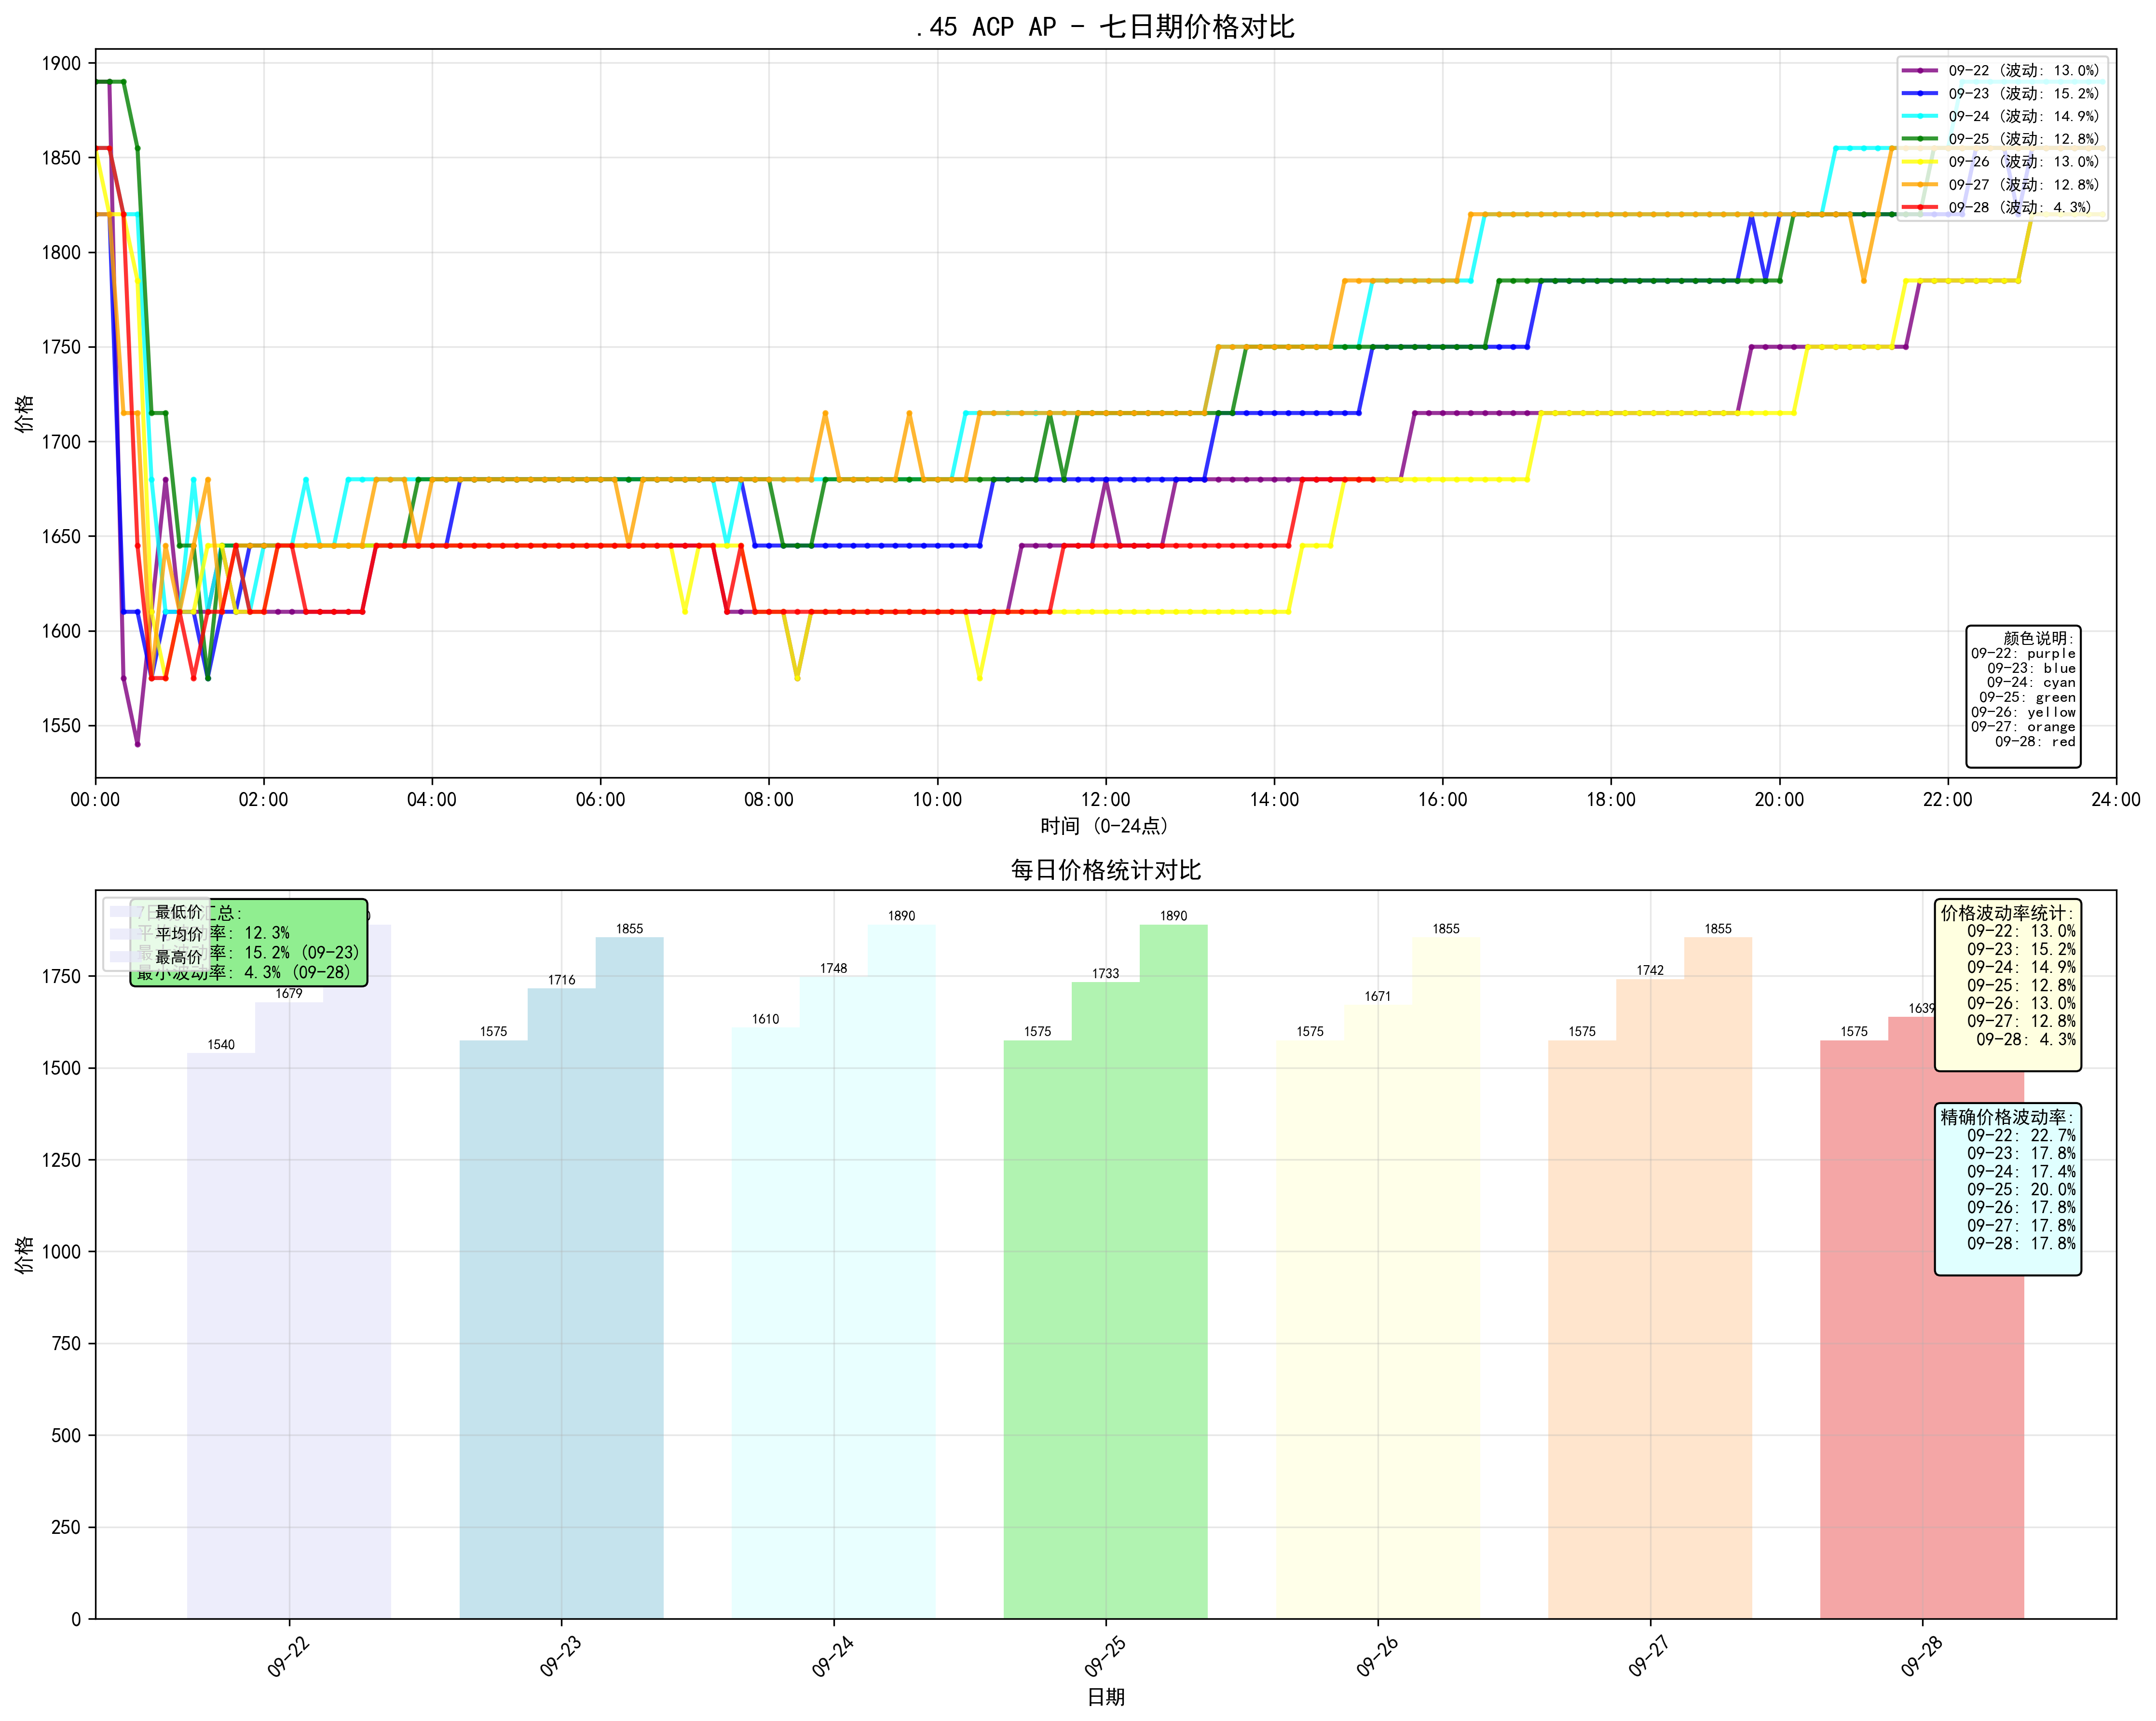 .45 ACP AP - 七日期价格对比
1900
1850
1800
1750
1700
1650
1600
1550
价格
09-22 (波动: 13.0%)
09-23 (波动: 15.2%)
09-24 (波动: 14.9%)
09-25 (波动: 12.8%)
09-26 (波动: 13.0%)
09-27 (波动: 12.8%)
09-28 (波动: 4.3%)
颜色说明:
09-22: purple
09-23: blue
09-24: cyan
09-25: green
09-26: yellow
09-27: orange
09-28: red
00:00 02:00 04:00 06:00 08:00 10:00 12:00 14:00 16:00 18:00 20:00 22:00 24:00
时间 (0-24点)
每日价格统计对比
最低价
平均价
最高价
7日 汇总:
平 率: 12.3%
最 率: 15.2% (09-23)
最小波动率: 4.3% (09-28)
价格波动率统计:
09-22: 13.0%
09-23: 15.2%
09-24: 14.9%
09-25: 12.8%
09-26: 13.0%
09-27: 12.8%
09-28: 4.3%
精确价格波动率:
09-22: 22.7%
09-23: 17.8%
09-24: 17.4%
09-25: 20.0%
09-26: 17.8%
09-27: 17.8%
09-28: 17.8%
1540 1679
1575 1716 1855
1610 1748 1890
1575 1733 1890
1575 1671 1855
1575 1742 1855
1575 1639
1750
1500
1250
1000
750
500
250
0
价格
09-22 09-23 09-24 09-25 09-26 09-27 09-28
日期